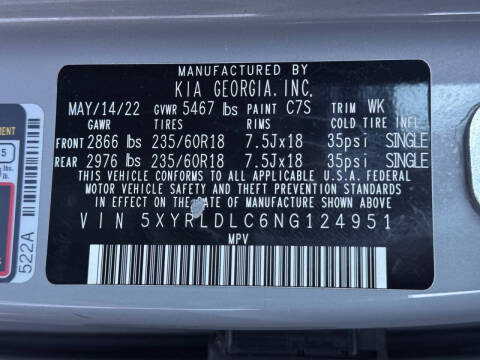 MANUFACTURED BY
KIA GEORGIA. INC.
MAY/14/22 GVWR 5467 lbs PAINT C7S TRIM WK
GAWR TIRES RIMS COLD TIRE INFL
FRONT 2866 lbs 235/60R18 7.5Jx18 35psi SINGLE
REAR 2976 lbs 235/60R18 7.5Jx18 35psi SINGLE
THIS VEHICLE CONFORMS TO ALL APPLICABLE U.S.A. FEDERAL
MOTOR VEHICLE SAFETY AND THEFT PREVENTION STANDARDS
IN EFFECT ON THE DATE OF MANUFACTURE SHOWN ABOVE.
VIN 5XYRLDLC6NG124951
MPV
522A